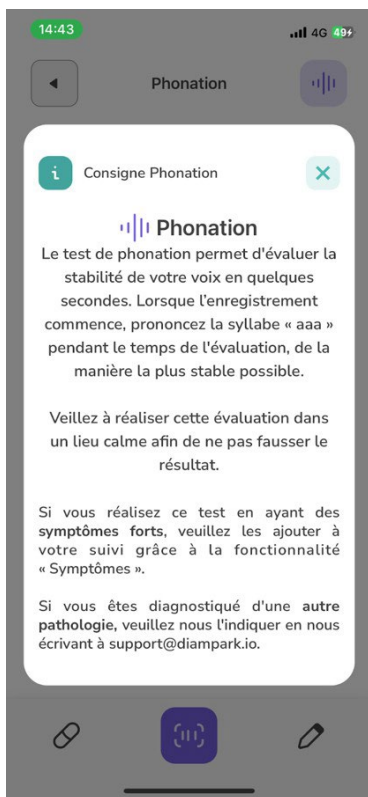 14:43
4G 49
Phonation
i Consigne Phonation
Phonation
Le test de phonation permet d'évaluer la
stabilité de votre voix en quelques
secondes. Lorsque l'enregistrement
commence, prononcez la syllabe « aaa »
pendant le temps de l'évaluation, de la
manière la plus stable possible.
Veillez à réaliser cette évaluation dans
un lieu calme afin de ne pas fausser le
résultat.
Si vous réalisez ce test en ayant des
symptômes forts, veuillez les ajouter à
votre suivi grâce à la fonctionnalité
« Symptômes ».
Si vous êtes diagnostiqué d'une autre
pathologie, veuillez nous l'indiquer en nous
écrivant à support@diampark.io.